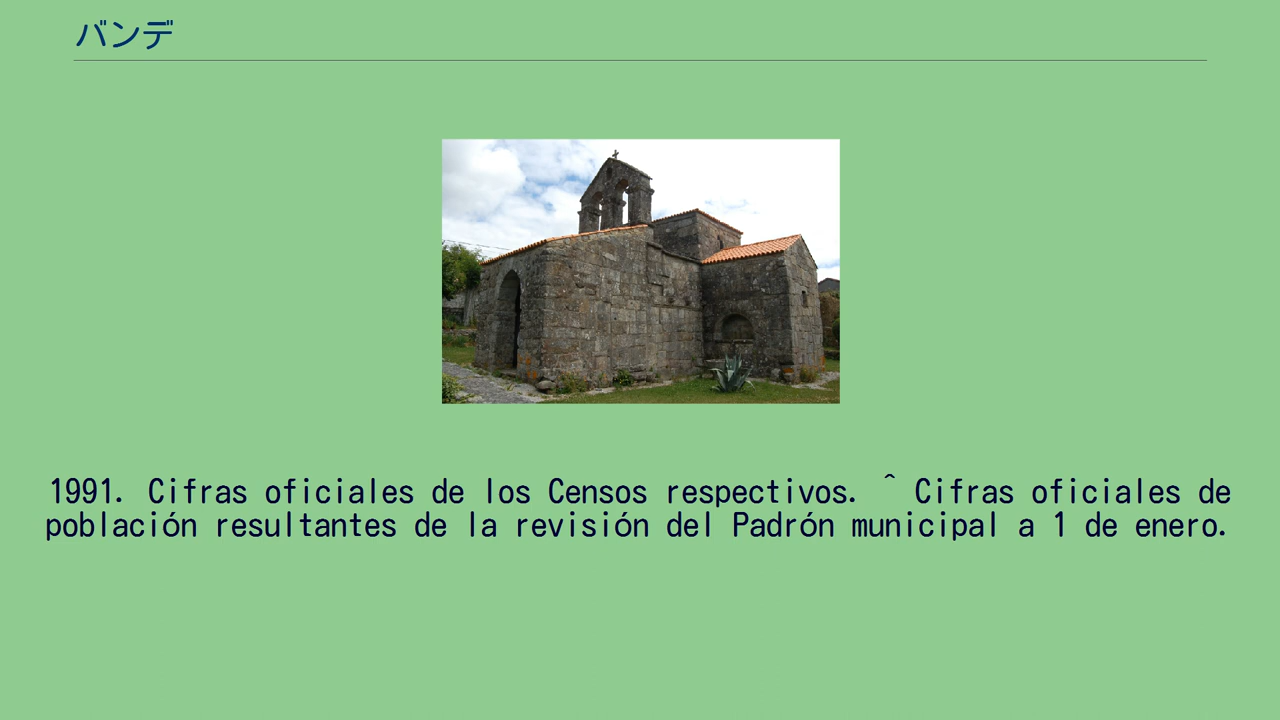 バンデ
1991. Cifras oficiales de los Censos respectivos. ^ Cifras oficiales de
población resultantes de la revisión del Padrón municipal a 1 de enero.